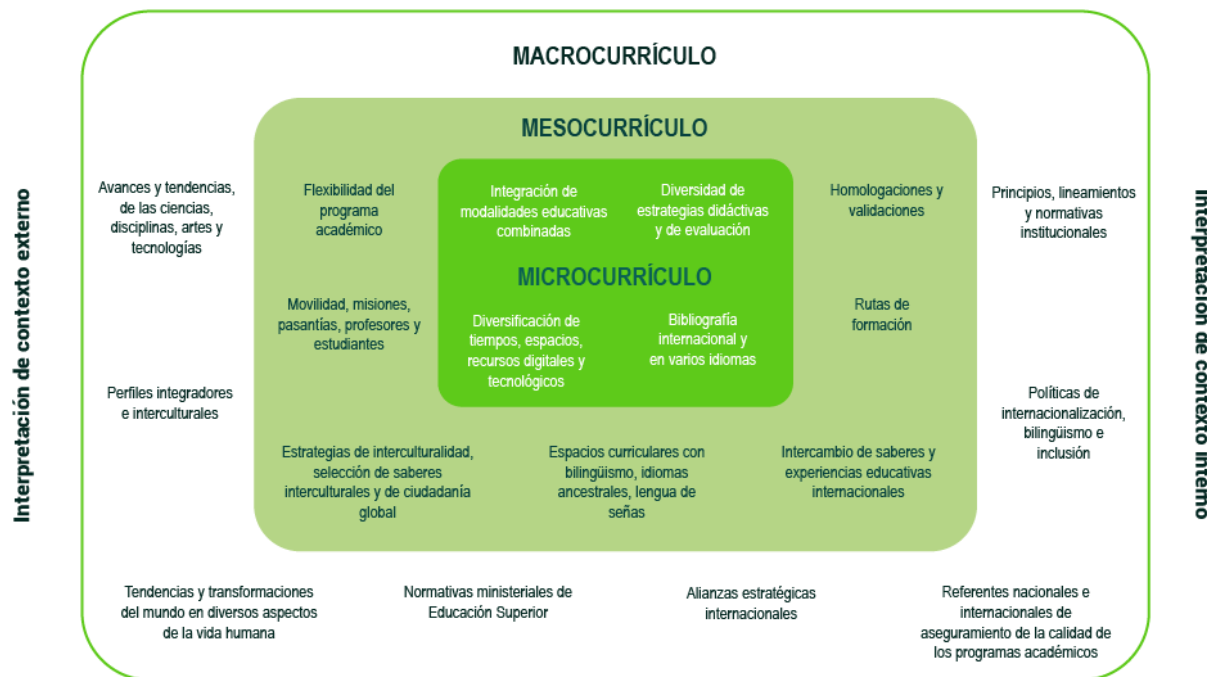 MACROCURRÍCULO
MESOCURRÍCULO
Interpretación de contexto externo
Avances y tendencias,
de las ciencias,
disciplinas, artes y
tecnologías
Flexibilidad del
programa
académico
Integración de
modalidades educativas
combinadas
Diversidad de
estrategias didáctivas
y de evaluación
Homologaciones y
validaciones
Principios, lineamientos
y normativas
institucionales
Interpretación de contexto interno
MICROCURRÍCULO
Movilidad, misiones,
pasantías, profesores y
estudiantes
Diversificación de
tiempos, espacios,
recursos digitales y
tecnológicos
Bibliografía
internacional y
en varios idiomas
Rutas de
formación
Perfiles integradores
e interculturales
Políticas de
internacionalización,
bilingüismo e
inclusión
Estrategias de interculturalidad,
selección de saberes
interculturales y de ciudadanía
global
Espacios curriculares con
bilingüismo, idiomas
ancestrales, lengua de
señas
Intercambio de saberes y
experiencias educativas
internacionales
Tendencias y transformaciones
del mundo en diversos aspectos
de la vida humana
Normativas ministeriales de
Educación Superior
Alianzas estratégicas
internacionales
Referentes nacionales e
internacionales de
aseguramiento de la calidad de
los programas académicos